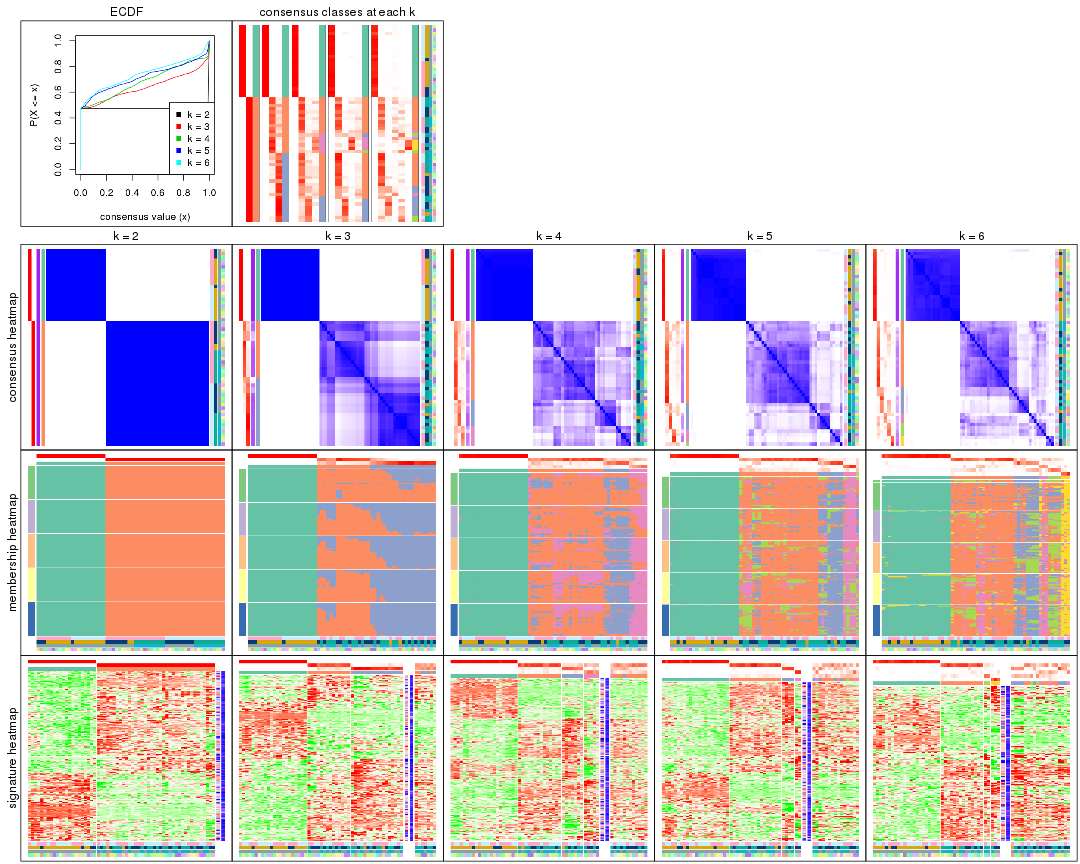 ECDF
consensus classes at each k
P(X <= x)
0.0
0.2
0.4
0.6
0.8
1.0
k = 2
k = 3
k = 4
k = 5
k = 6
0.0 0.2 0.4 0.6 0.8 1.0
consensus value (x)
k = 2
k = 3
k = 4
k = 5
k = 6
consensus heatmap
membership heatmap
signature heatmap